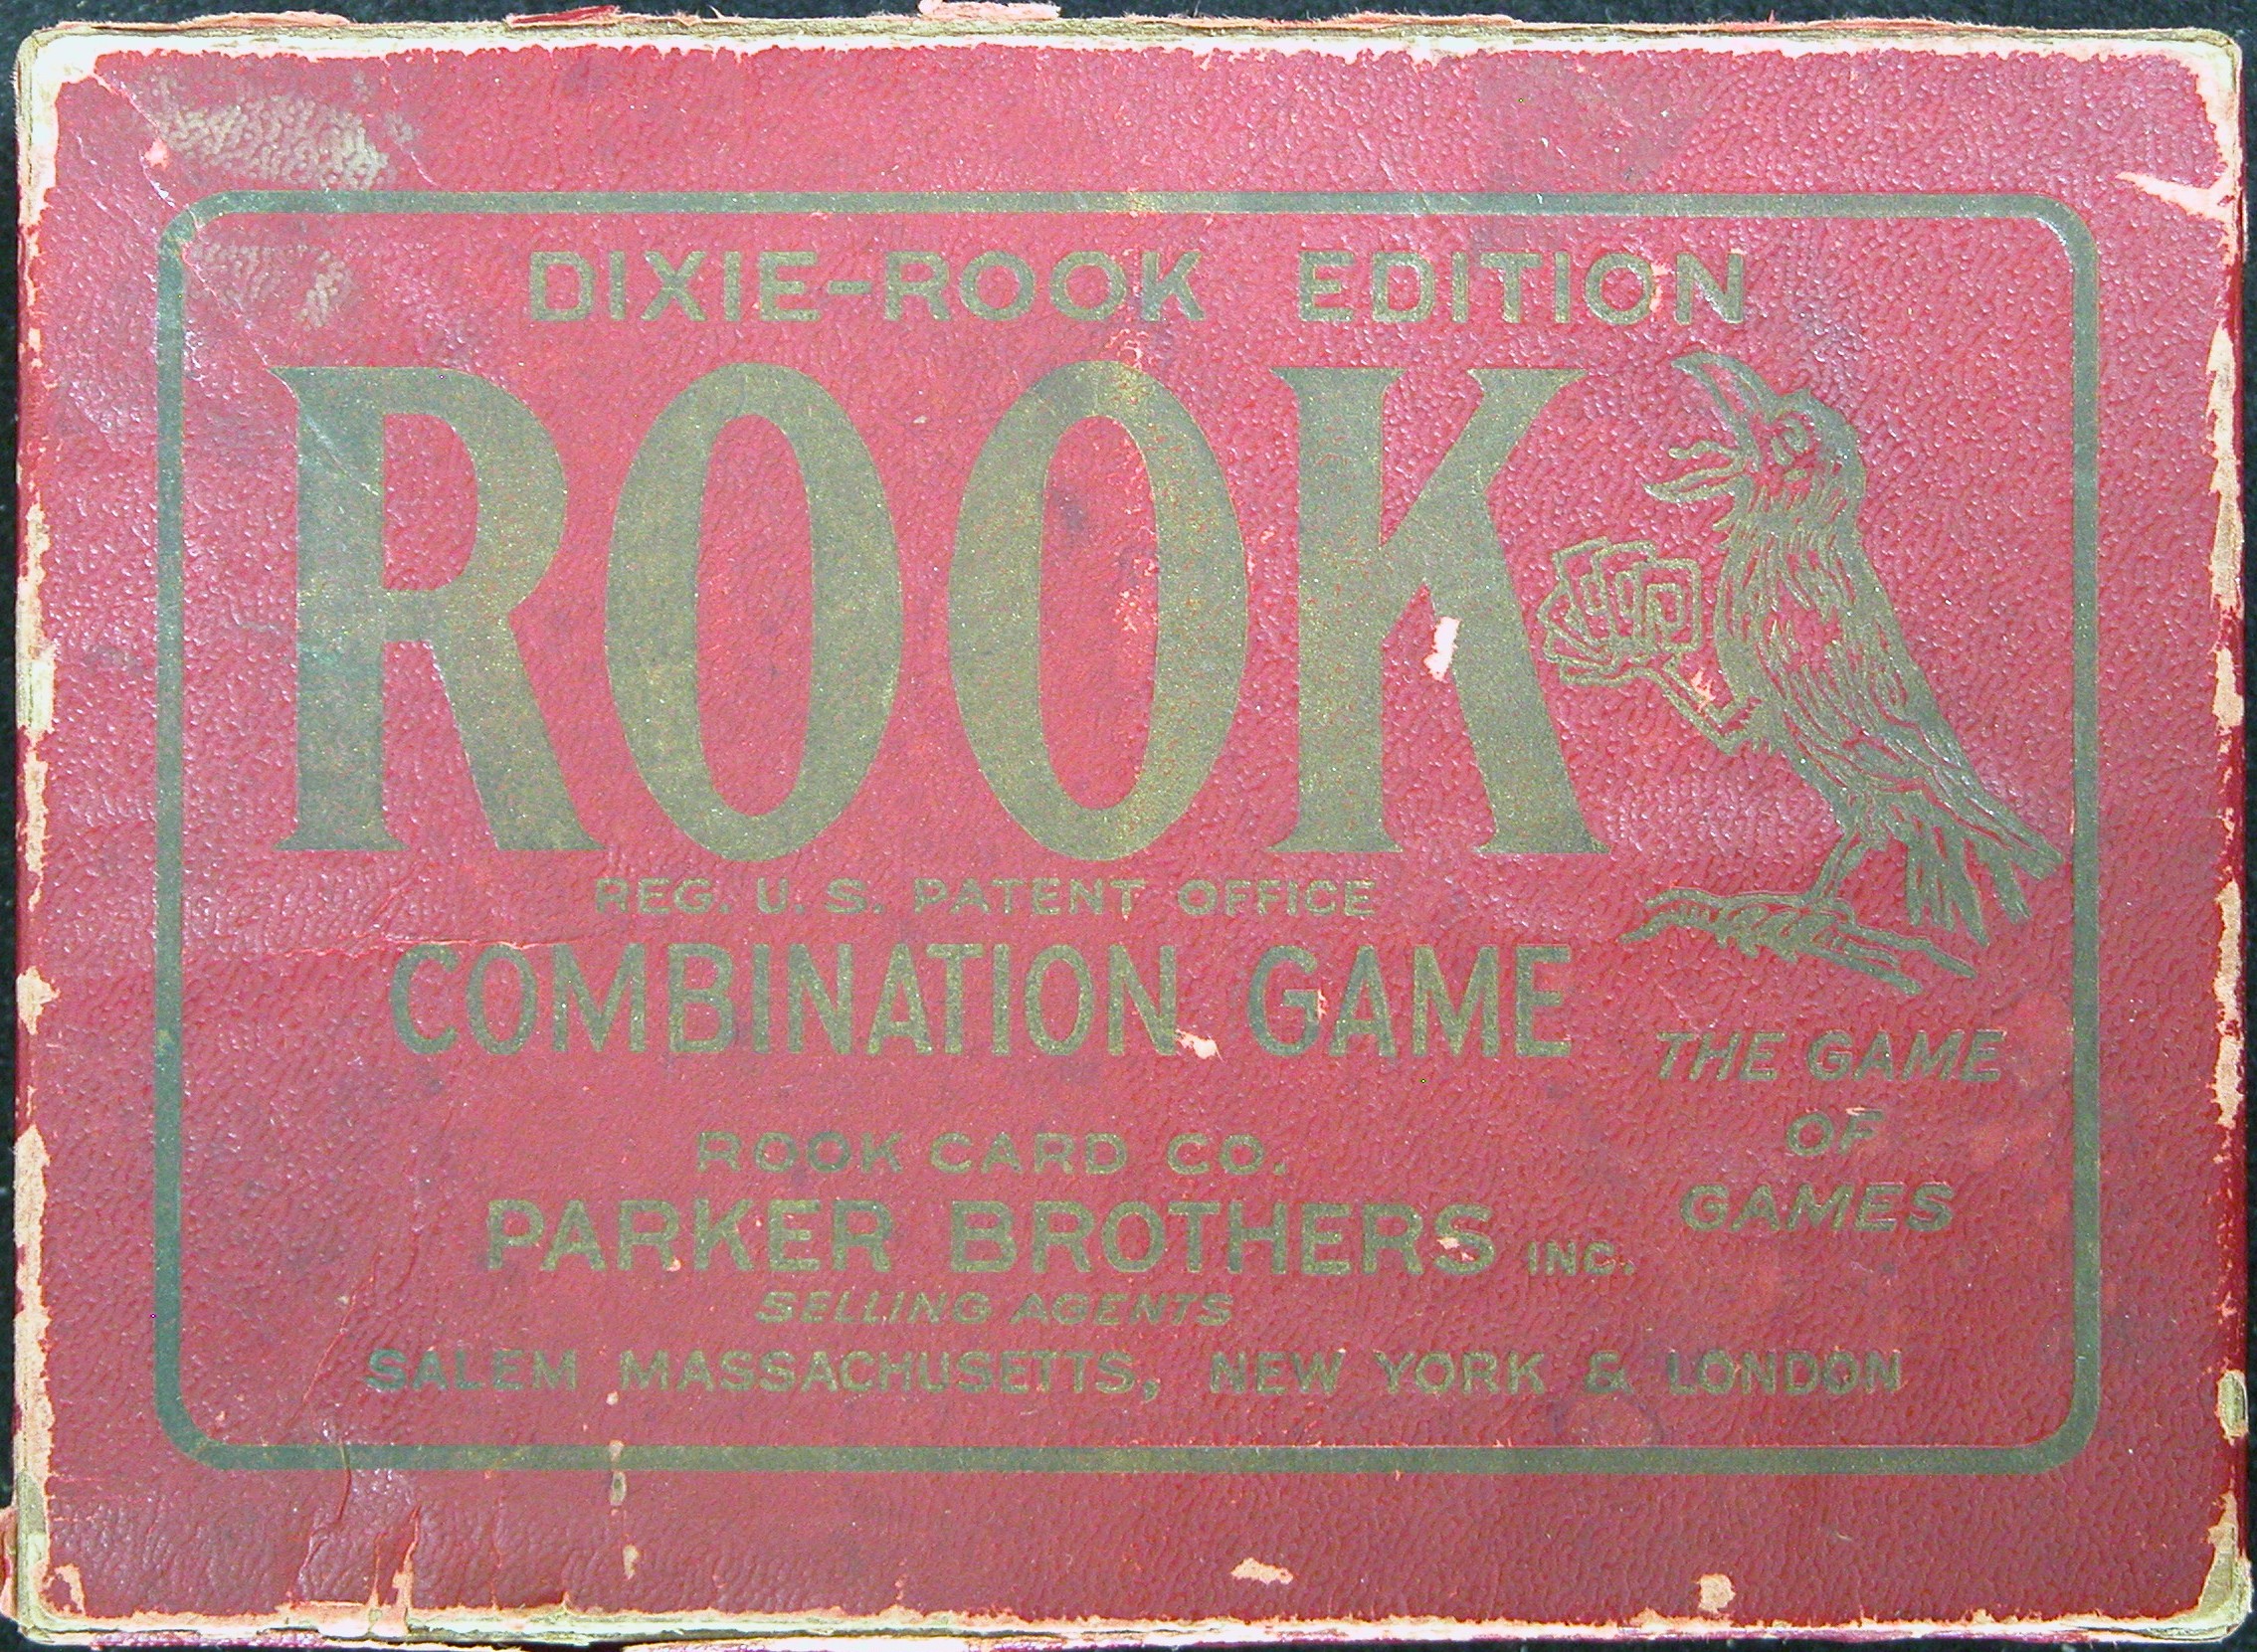 DIXIE-ROOK EDITION
ROOK
REG. U. S. PATENT OFFICE
COMBINATION GAME
THE GAME
OF
GAMES
ROOK CARD CO.
PARKER BROTHERS INC.
SELLING AGENTS
SALEM MASSACHUSETTS, NEW YORK & LONDON